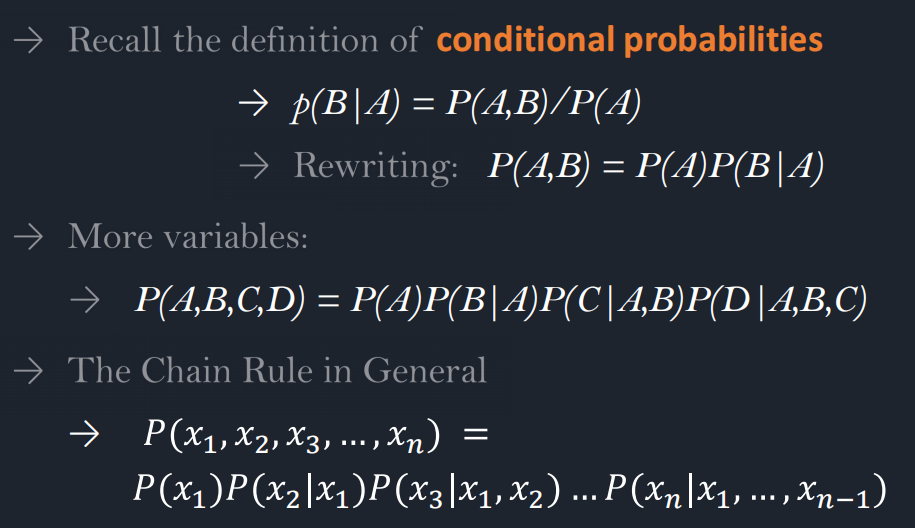 → Recall the definition of conditional probabilities
→ p(B|A) = P(A,B)/P(A)
→ Rewriting: P(A,B) = P(A)P(B|A)
→ More variables:
→ P(A,B,C,D) = P(A)P(B|A)P(C|A,B)P(D|A,B,C)
→ The Chain Rule in General
→ P(x₁, x₂, x₃, …, xₙ) =
P(x₁)P(x₂|x₁)P(x₃|x₁, x₂) … P(xₙ|x₁, …, xₙ₋₁)